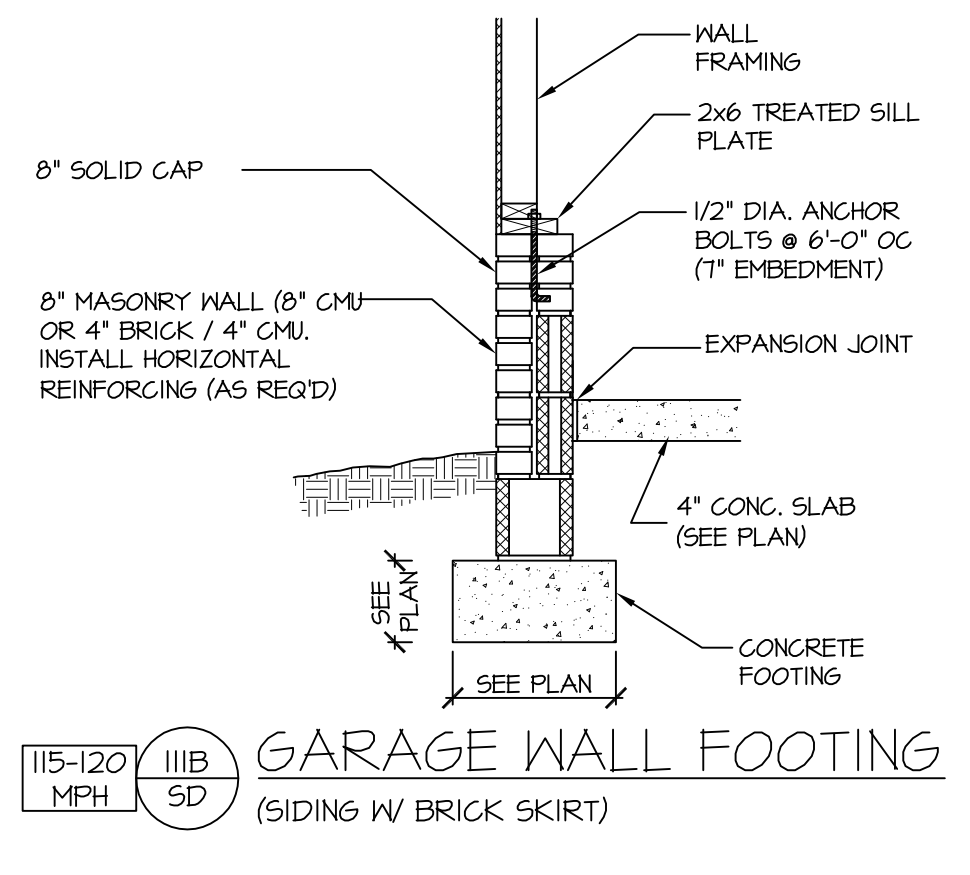 WALL
FRAMING
2x6 TREATED SILL
PLATE
8" SOLID CAP
1/2" DIA. ANCHOR
BOLTS @ 6'-0" OC
(7" EMBEDMENT)
8" MASONRY WALL (8" CMU
OR 4" BRICK / 4" CMU.
INSTALL HORIZONTAL
REINFORCING (AS REQ'D)
EXPANSION JOINT
4" CONC. SLAB
(SEE PLAN)
SEE
PLAN
CONCRETE
FOOTING
SEE PLAN
115-120
MPH
111B
SD
GARAGE WALL FOOTING
(SIDING W/ BRICK SKIRT)